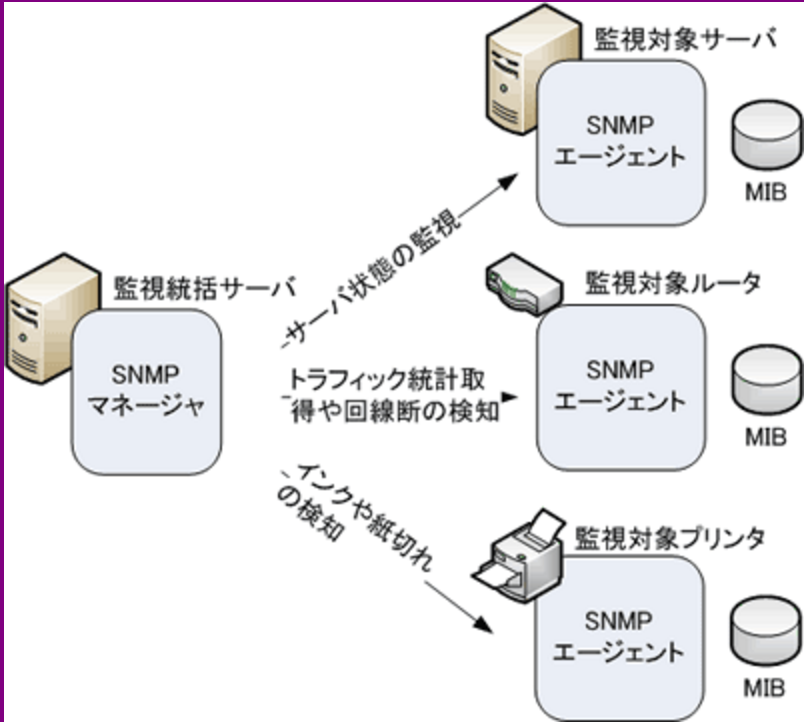 監視対象サーバ
SNMP
エージェント
MIB
サーバ状態の監視
監視統括サーバ
SNMP
マネージャ
監視対象ルータ
トラフィック統計取
得や回線断の検知
SNMP
エージェント
MIB
インクや紙切れ
の検知
監視対象プリンタ
SNMP
エージェント
MIB